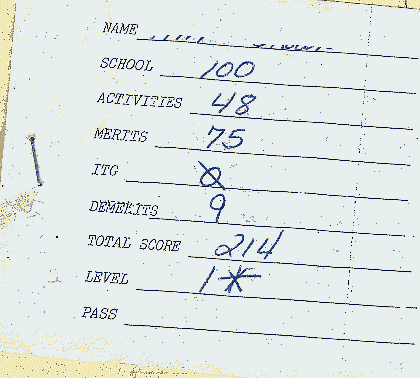 NAME
SCHOOL 100
ACTIVITIES 48
MERITS 75
ITG 0
DEMERITS 9
TOTAL SCORE 214
LEVEL 1*
PASS